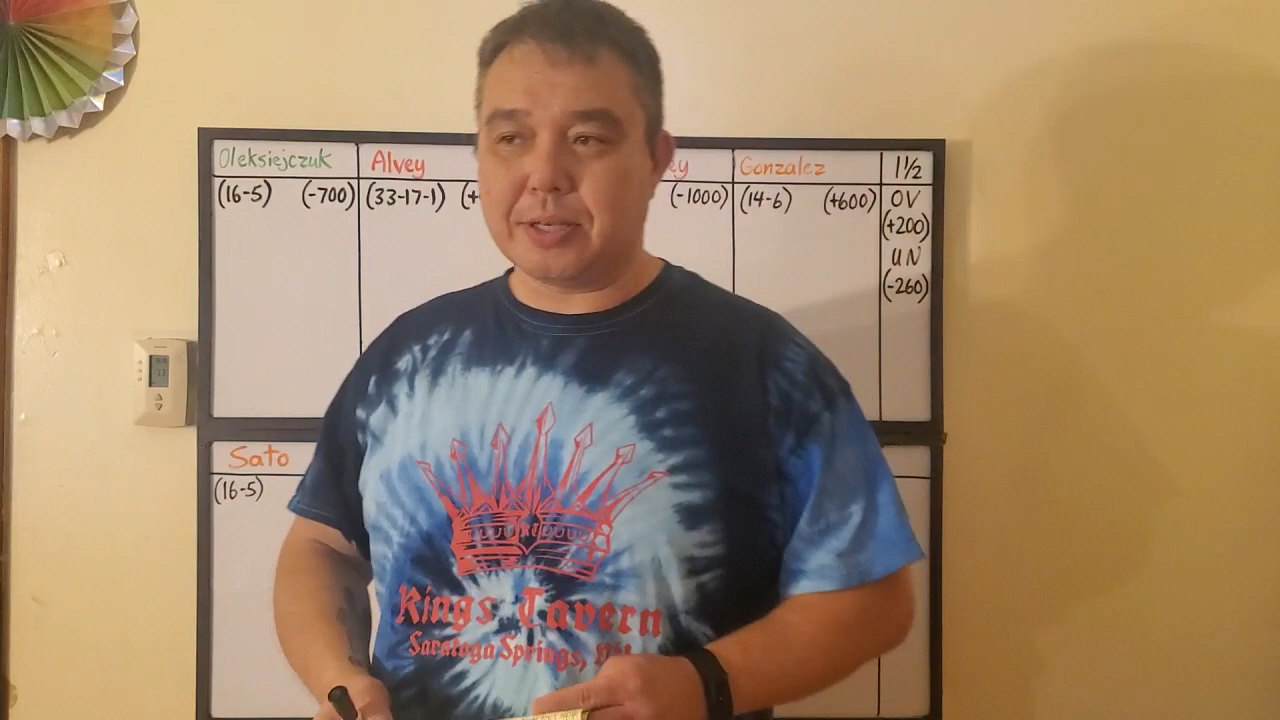 Oleksiejczuk Alvey ey Gonzalez 1½
(16-5) (-700) (33-17-1) (+ (-1000) (14-6) (+600) OV
(+200)
UN
(-260)
Sato
(16-5)
Kings Tavern
Saratoga Springs,